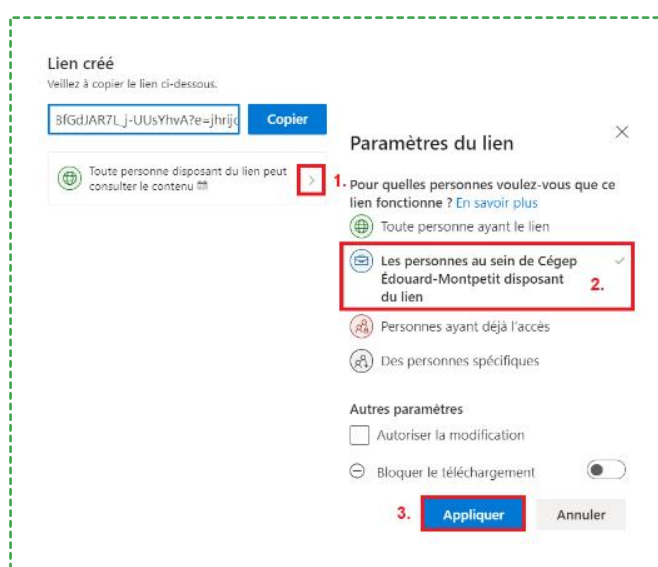 Lien créé
Veillez à copier le lien ci-dessous.
BfGdJAR7L_j-UUsYhvA?e=jhrijc
Copier
Toute personne disposant du lien peut
consulter le contenu
1.
Paramètres du lien
Pour quelles personnes voulez-vous que ce
lien fonctionne ? En savoir plus
Toute personne ayant le lien
Les personnes au sein de Cégep
Édouard-Montpetit disposant
du lien
2.
Personnes ayant déjà l'accès
Des personnes spécifiques
Autres paramètres
Autoriser la modification
Bloquer le téléchargement
3.
Appliquer
Annuler